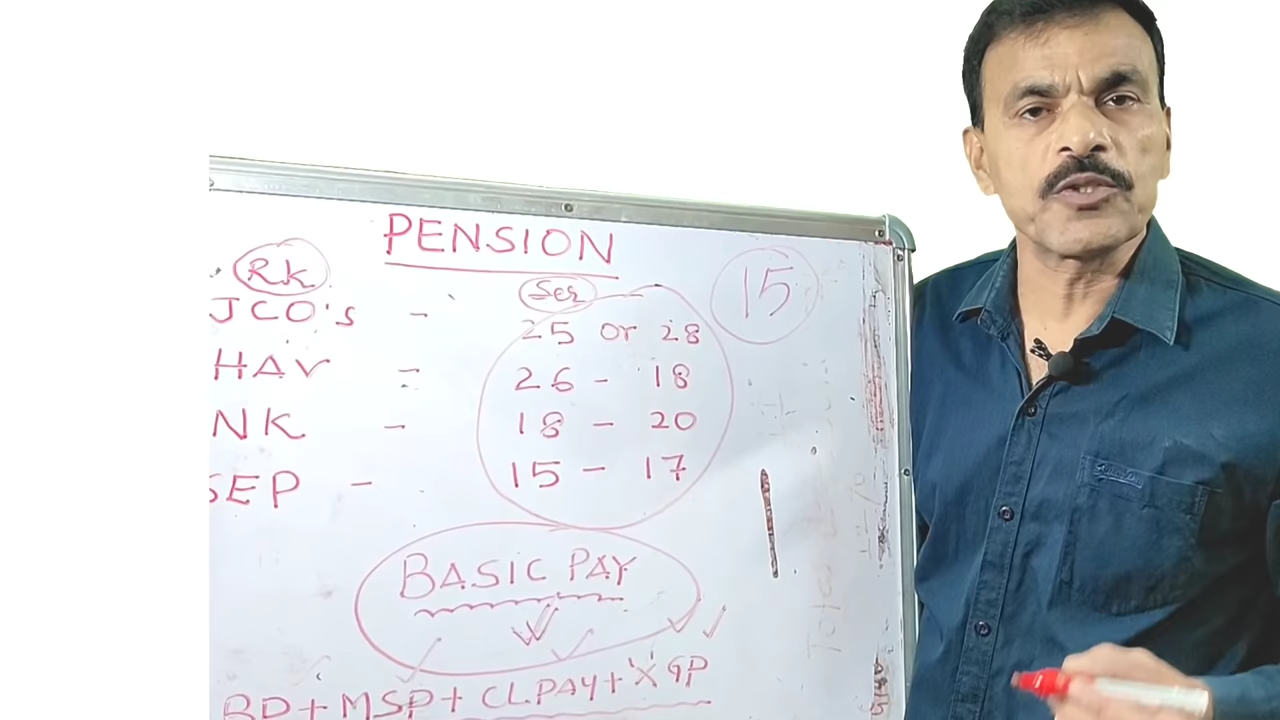 PENSION
Rk
Ser
15
JCO's - 25 or 28
HAV = 26 - 18
NK - 18 - 20
SEP - 15 - 17
BASIC PAY
BP + MSP + CL.PAY + 'X' GP